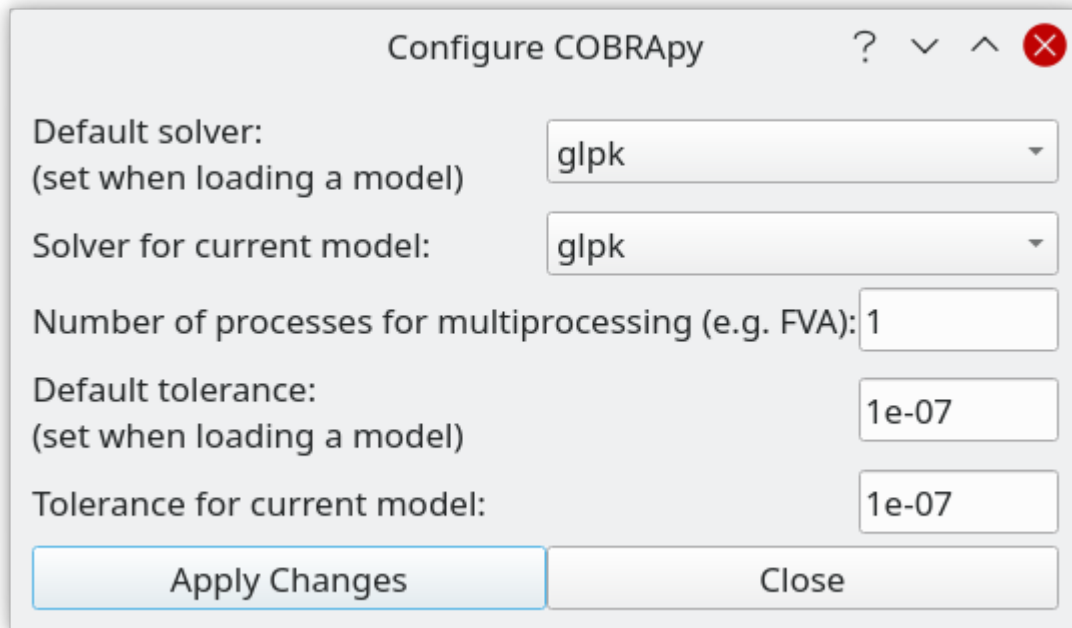 Configure COBRApy ?
Default solver:
(set when loading a model)
glpk
Solver for current model: glpk
Number of processes for multiprocessing (e.g. FVA): 1
Default tolerance:
(set when loading a model)
1e-07
Tolerance for current model: 1e-07
Apply Changes Close